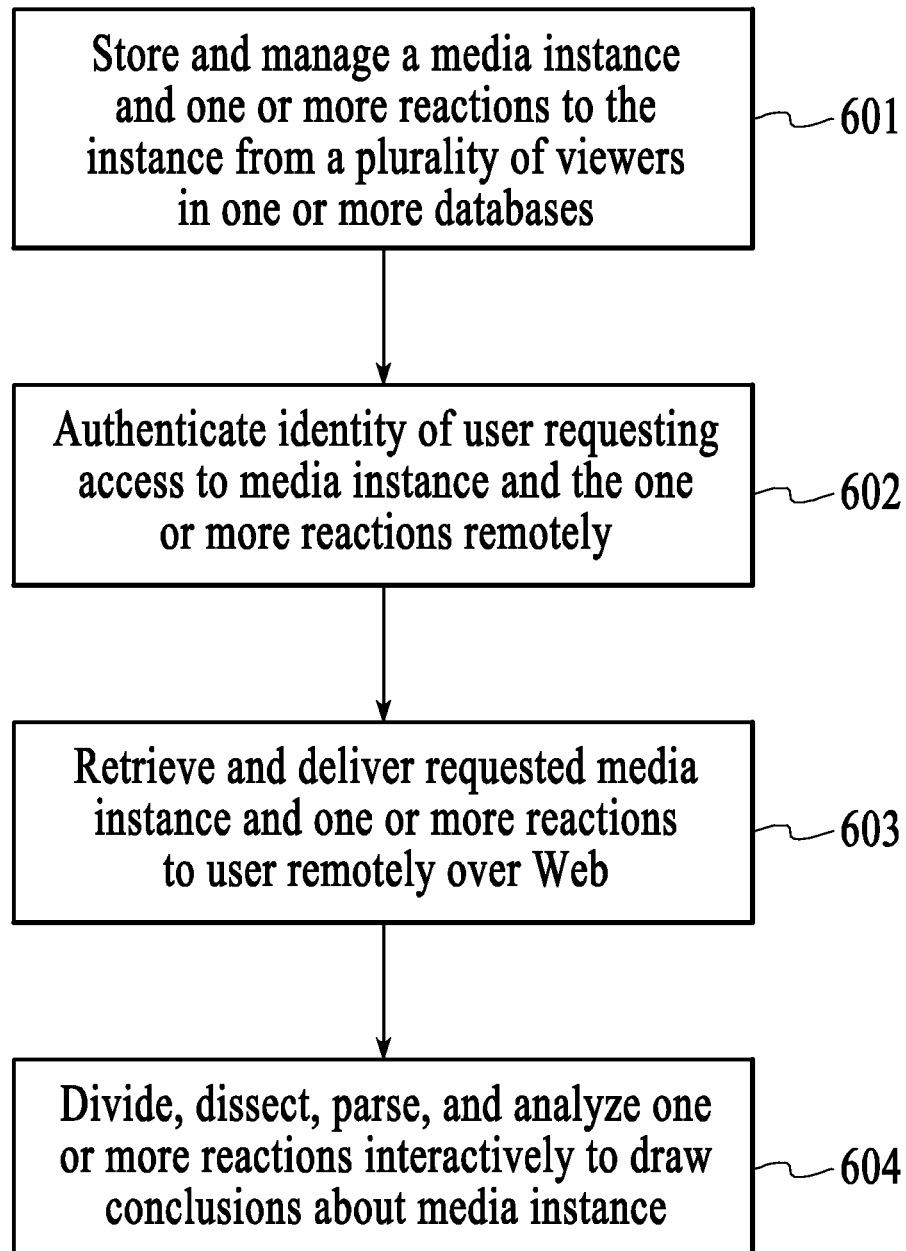 Store and manage a media instance
and one or more reactions to the
instance from a plurality of viewers
in one or more databases
601
Authenticate identity of user requesting
access to media instance and the one
or more reactions remotely
602
Retrieve and deliver requested media
instance and one or more reactions
to user remotely over Web
603
Divide, dissect, parse, and analyze one
or more reactions interactively to draw
conclusions about media instance
604